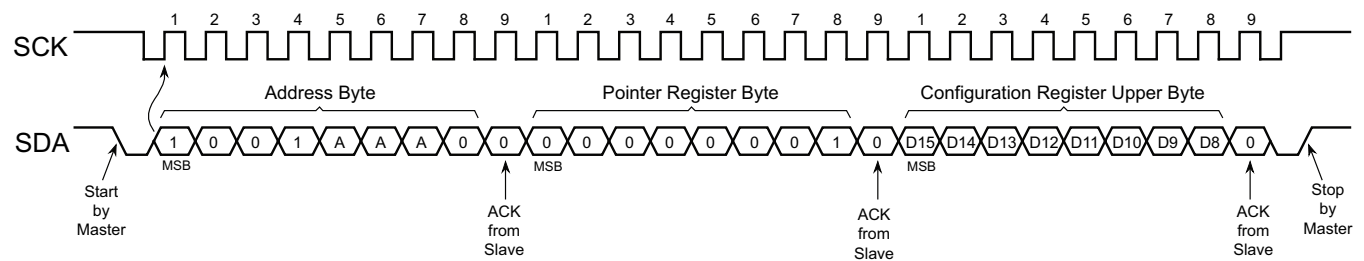 1 2 3 4 5 6 7 8 9 1 2 3 4 5 6 7 8 9 1 2 3 4 5 6 7 8 9
SCK
Address Byte Pointer Register Byte Configuration Register Upper Byte
SDA 1 0 0 1 A A A 0 0 0 0 0 0 0 0 0 1 0 D15 D14 D13 D12 D11 D10 D9 D8 0
MSB MSB MSB
Start
by
Master
ACK
from
Slave
ACK
from
Slave
ACK
from
Slave
Stop
by
Master